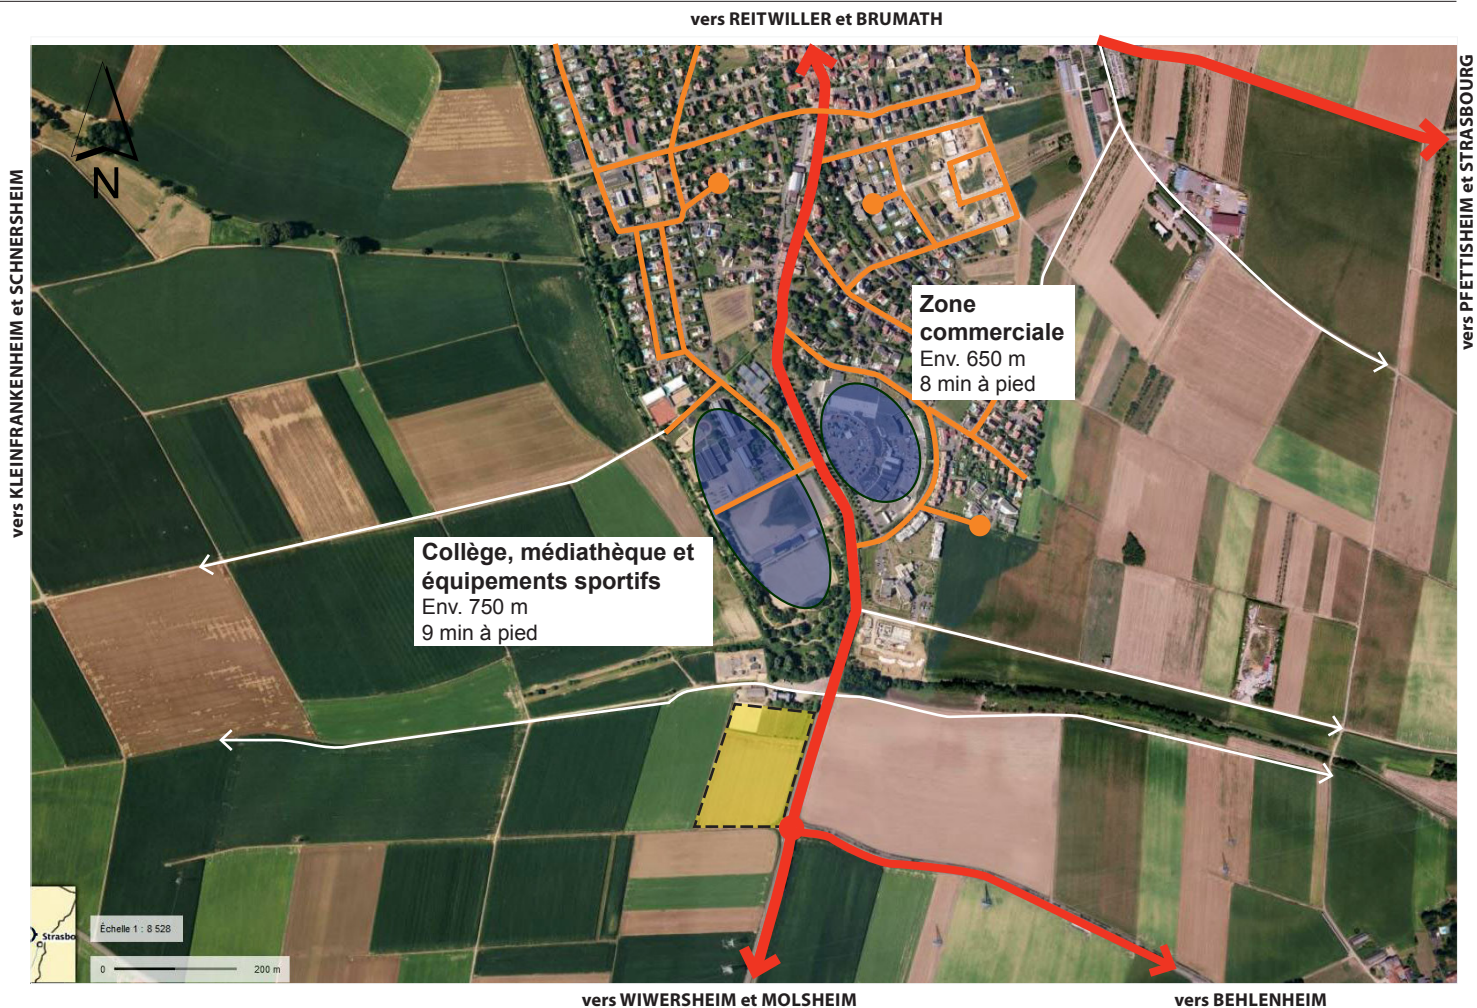 vers REITWILLER et BRUMATH
vers KLEINFRANKENHEIM et SCHNERSHEIM
vers PFETTISHEIM et STRASBOURG
N
Zone
commerciale
Env. 650 m
8 min à pied
Collège, médiathèque et
équipements sportifs
Env. 750 m
9 min à pied
Strasbo
Échelle 1 : 8 528
0 200 m
vers WIWERSHEIM et MOLSHEIM
vers BEHLENHEIM